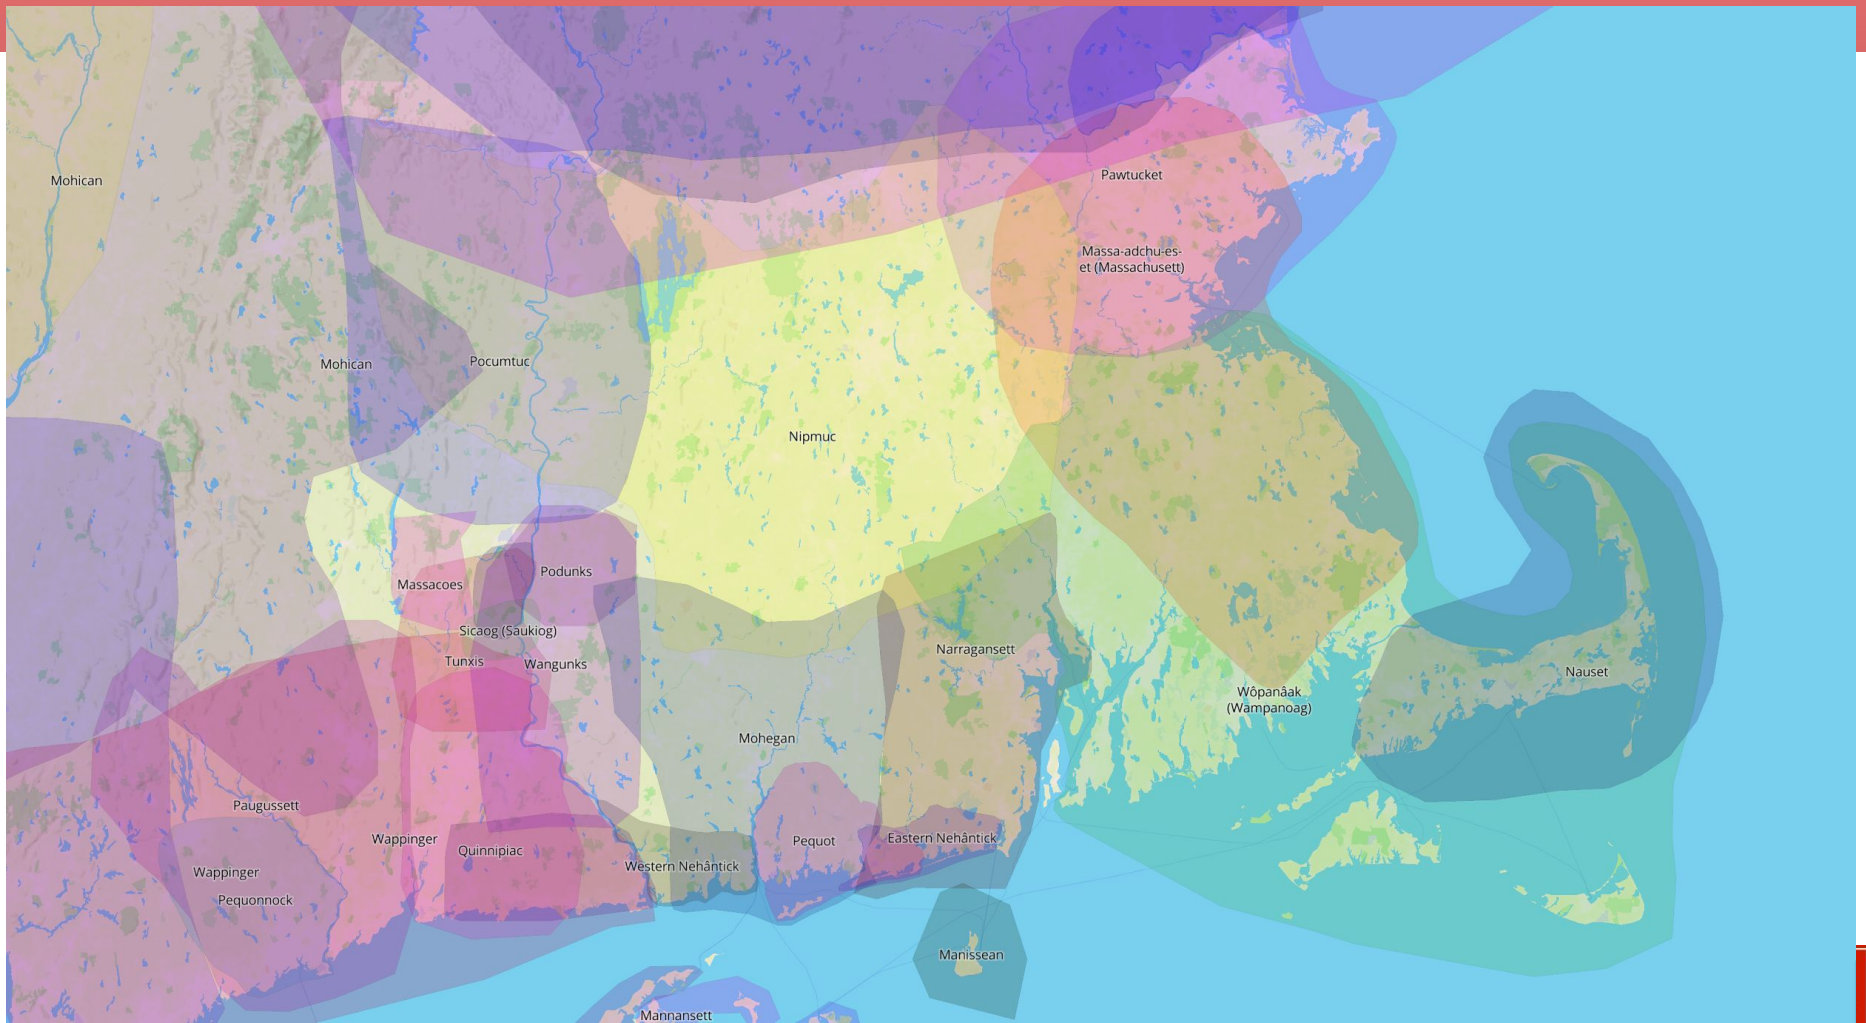 Pawtucket
Mohican
Massa-adchu-es-
et (Massachusett)
Mohican
Pocumtuc
Nipmuc
Podunks
Massacoes
Sicaog (Saukiog)
Narragansett
Tunxis
Wangunks
Nauset
Wôpanâak
(Wampanoag)
Mohegan
Paugussett
Wappinger
Pequot
Eastern Nehântick
Quinnipiac
Western Nehântick
Wappinger
Pequonnock
Manissean
Mannansett